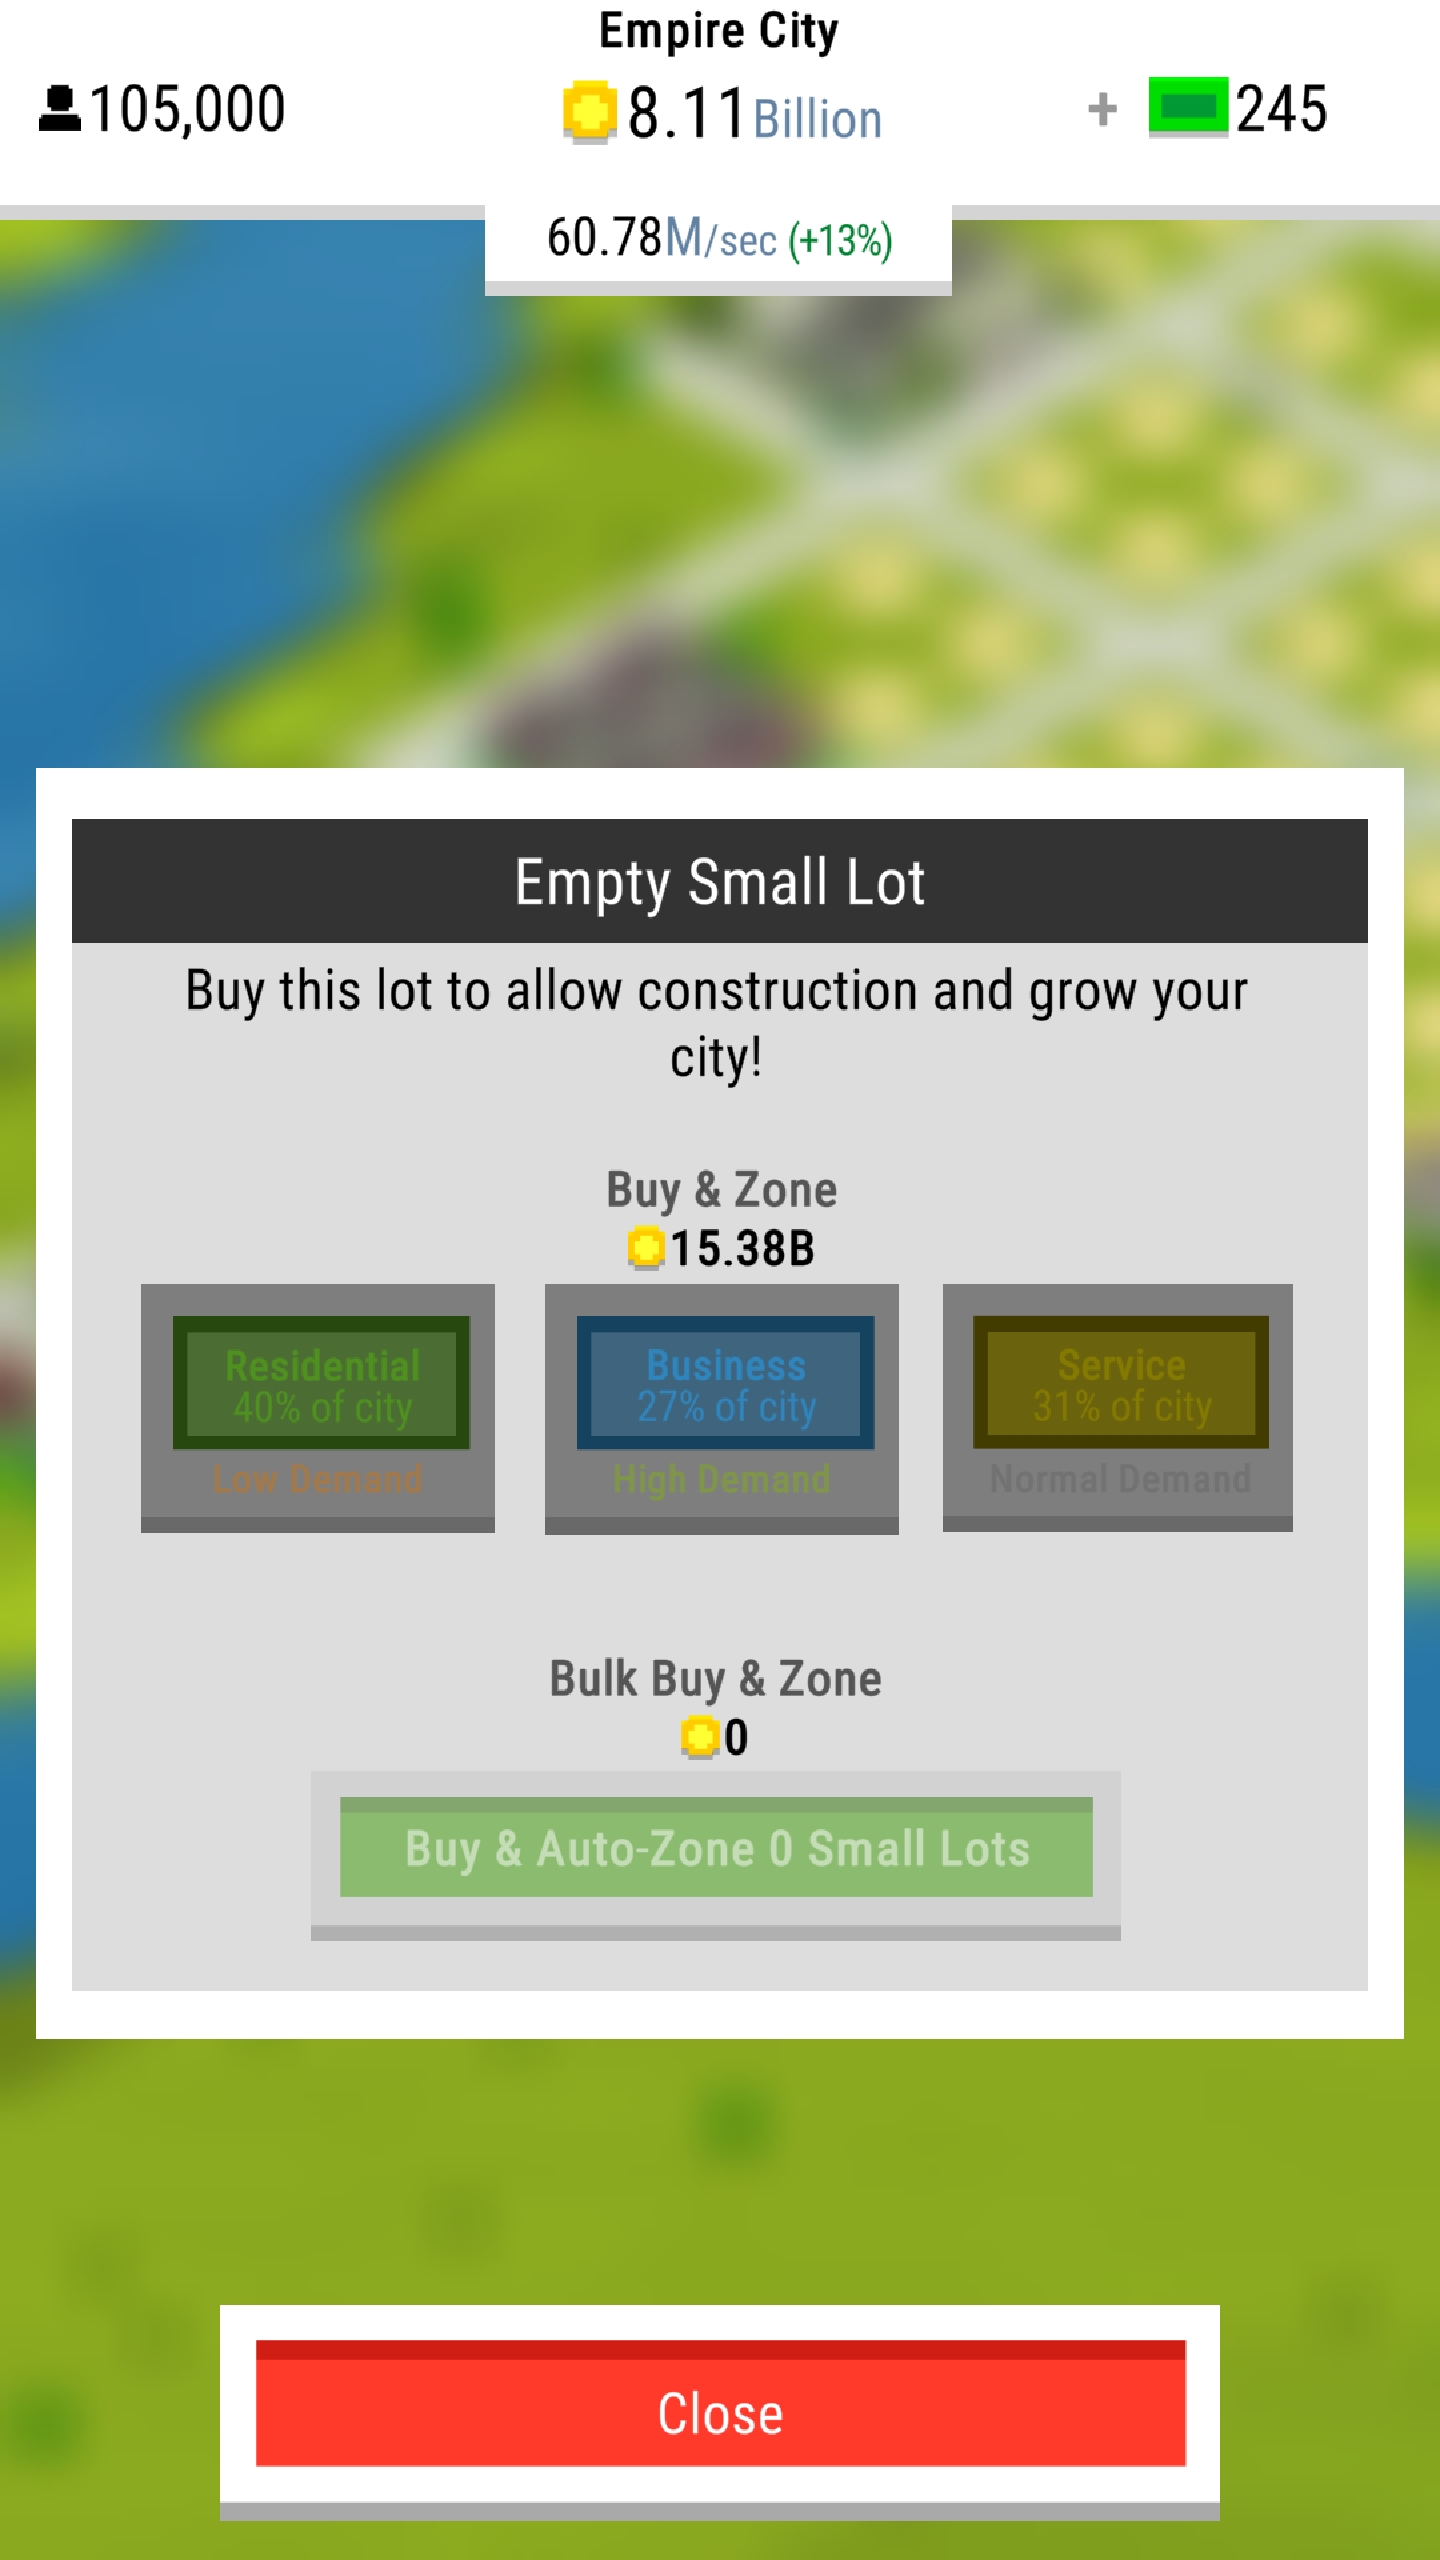 Empire City
105,000
8.11Billion
+ 245
60.78M/sec (+13%)
Empty Small Lot
Buy this lot to allow construction and grow your
city!
Buy & Zone
15.38B
Residential
40% of city
Low Demand
Business
27% of city
High Demand
Service
31% of city
Normal Demand
Bulk Buy & Zone
0
Buy & Auto-Zone 0 Small Lots
Close